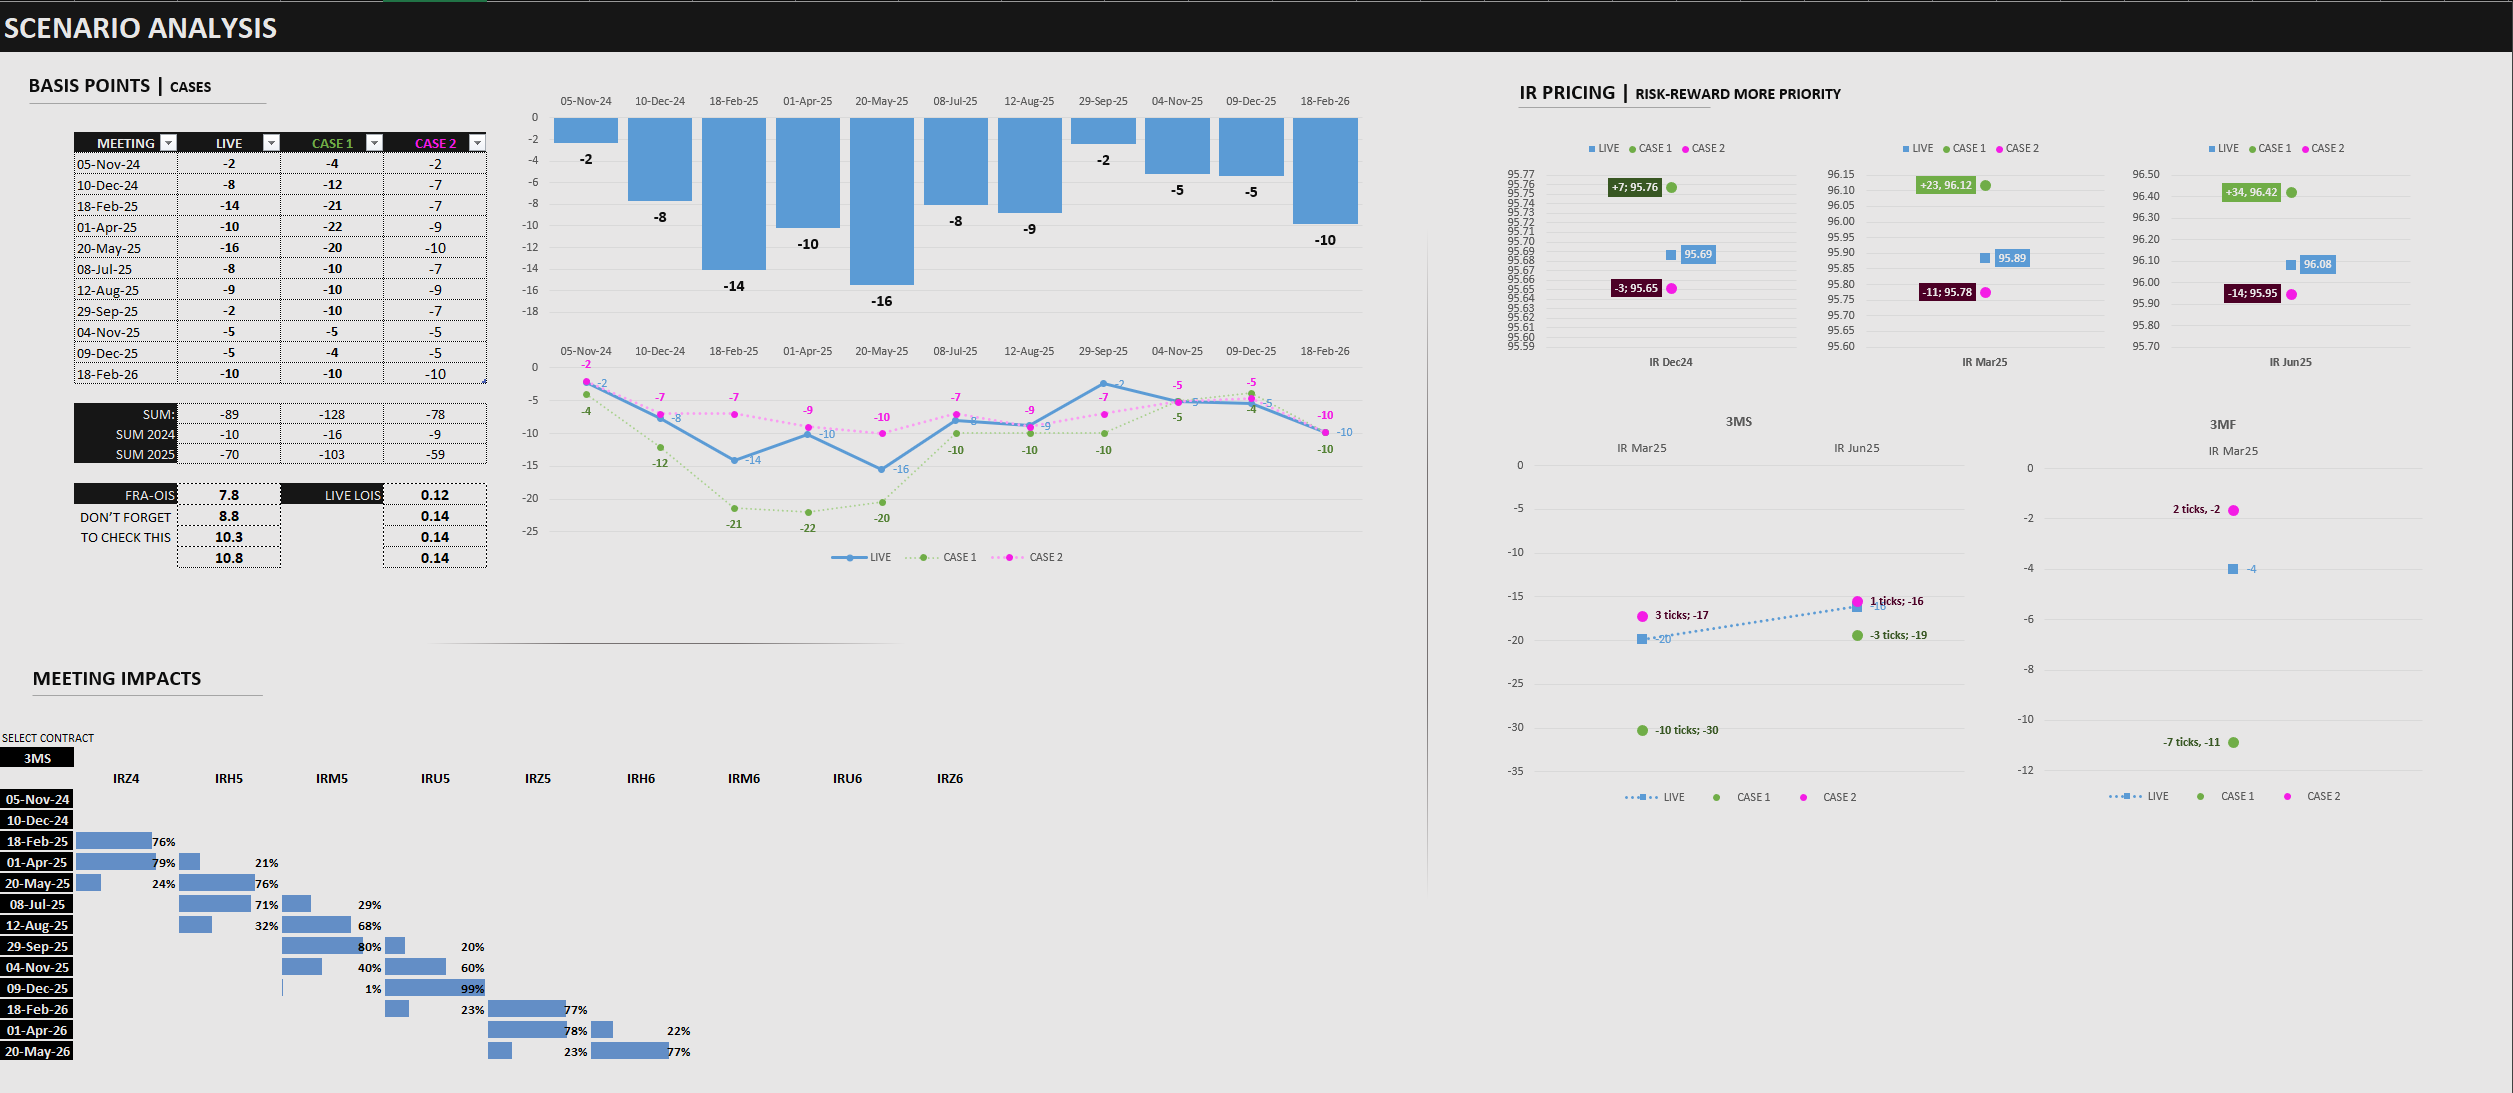 SCENARIO ANALYSIS
BASIS POINTS | CASES
MEETING LIVE CASE 1 CASE 2
05-Nov-24 -2 -4 -2
10-Dec-24 -8 -12 -7
18-Feb-25 -14 -21 -7
01-Apr-25 -10 -22 -9
20-May-25 -16 -20 -10
08-Jul-25 -8 -10 -7
12-Aug-25 -9 -10 -9
29-Sep-25 -2 -10 -7
04-Nov-25 -5 -5 -5
09-Dec-25 -5 -4 -5
18-Feb-26 -10 -10 -10
SUM: -89 -128 -78
SUM 2024 -10 -16 -9
SUM 2025 -70 -103 -59
FRA-OIS 7.8 LIVE LOIS 0.12
DON'T FORGET 8.8 0.14
TO CHECK THIS 10.3 0.14
10.8 0.14
05-Nov-24 10-Dec-24 18-Feb-25 01-Apr-25 20-May-25 08-Jul-25 12-Aug-25 29-Sep-25 04-Nov-25 09-Dec-25 18-Feb-26
0
-2
-4
-6
-8
-10
-12
-14
-16
-18
-2 -8 -14 -10 -16 -8 -9 -2 -5 -5 -10
05-Nov-24 10-Dec-24 18-Feb-25 01-Apr-25 20-May-25 08-Jul-25 12-Aug-25 29-Sep-25 04-Nov-25 09-Dec-25 18-Feb-26
0
-5
-10
-15
-20
-25
-2 -7 -7 -9 -10 -7 -9 -7 -5 -5 -10
-2 -8 -14 -10 -16 -8 -9 -2 -5 -5 -10
-4 -12 -21 -22 -20 -10 -10 -10 -5 -4 -10
LIVE CASE 1 CASE 2
IR PRICING | RISK-REWARD MORE PRIORITY
LIVE CASE 1 CASE 2
95.77
95.76
95.75
95.74
95.73
95.72
95.71
95.70
95.69
95.68
95.67
95.66
95.65
95.64
95.63
95.62
95.61
95.60
95.59
+7; 95.76
95.69
-3; 95.65
IR Dec24
LIVE CASE 1 CASE 2
96.15
96.10
96.05
96.00
95.95
95.90
95.85
95.80
95.75
95.70
95.65
95.60
+23, 96.12
95.89
-11; 95.78
IR Mar25
LIVE CASE 1 CASE 2
96.50
96.40
96.30
96.20
96.10
96.00
95.90
95.80
95.70
+34, 96.42
96.08
-14; 95.95
IR Jun25
3MS
IR Mar25 IR Jun25
0
-5
-10
-15
-20
-25
-30
-35
3 ticks; -17
-20
-10 ticks; -30
1 ticks; -16
-16
-3 ticks; -19
LIVE CASE 1 CASE 2
3MF
IR Mar25
0
-2
-4
-6
-8
-10
-12
2 ticks, -2
-4
-7 ticks, -11
LIVE CASE 1 CASE 2
MEETING IMPACTS
SELECT CONTRACT
3MS
IRZ4 IRH5 IRM5 IRU5 IRZ5 IRH6 IRM6 IRU6 IRZ6
05-Nov-24
10-Dec-24
18-Feb-25 76%
01-Apr-25 79% 21%
20-May-25 24% 76%
08-Jul-25 71% 29%
12-Aug-25 32% 68%
29-Sep-25 80% 20%
04-Nov-25 40% 60%
09-Dec-25 1% 99%
18-Feb-26 23% 77%
01-Apr-26 78% 22%
20-May-26 23% 77%